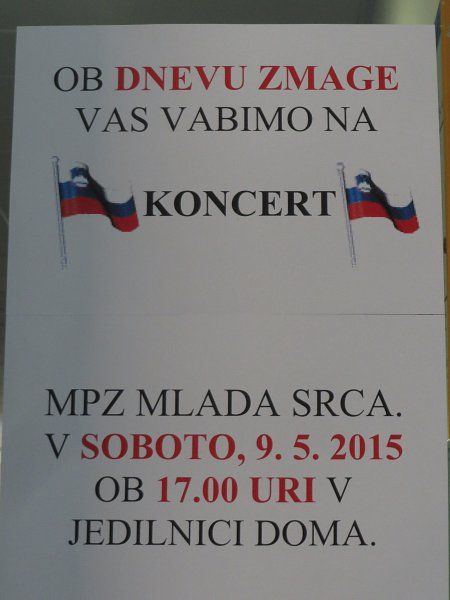 OB DNEVU ZMAGE
VAS VABIMO NA
KONCERT
MPZ MLADA SRCA.
V SOBOTO, 9. 5. 2015
OB 17.00 URI V
JEDILNICI DOMA.